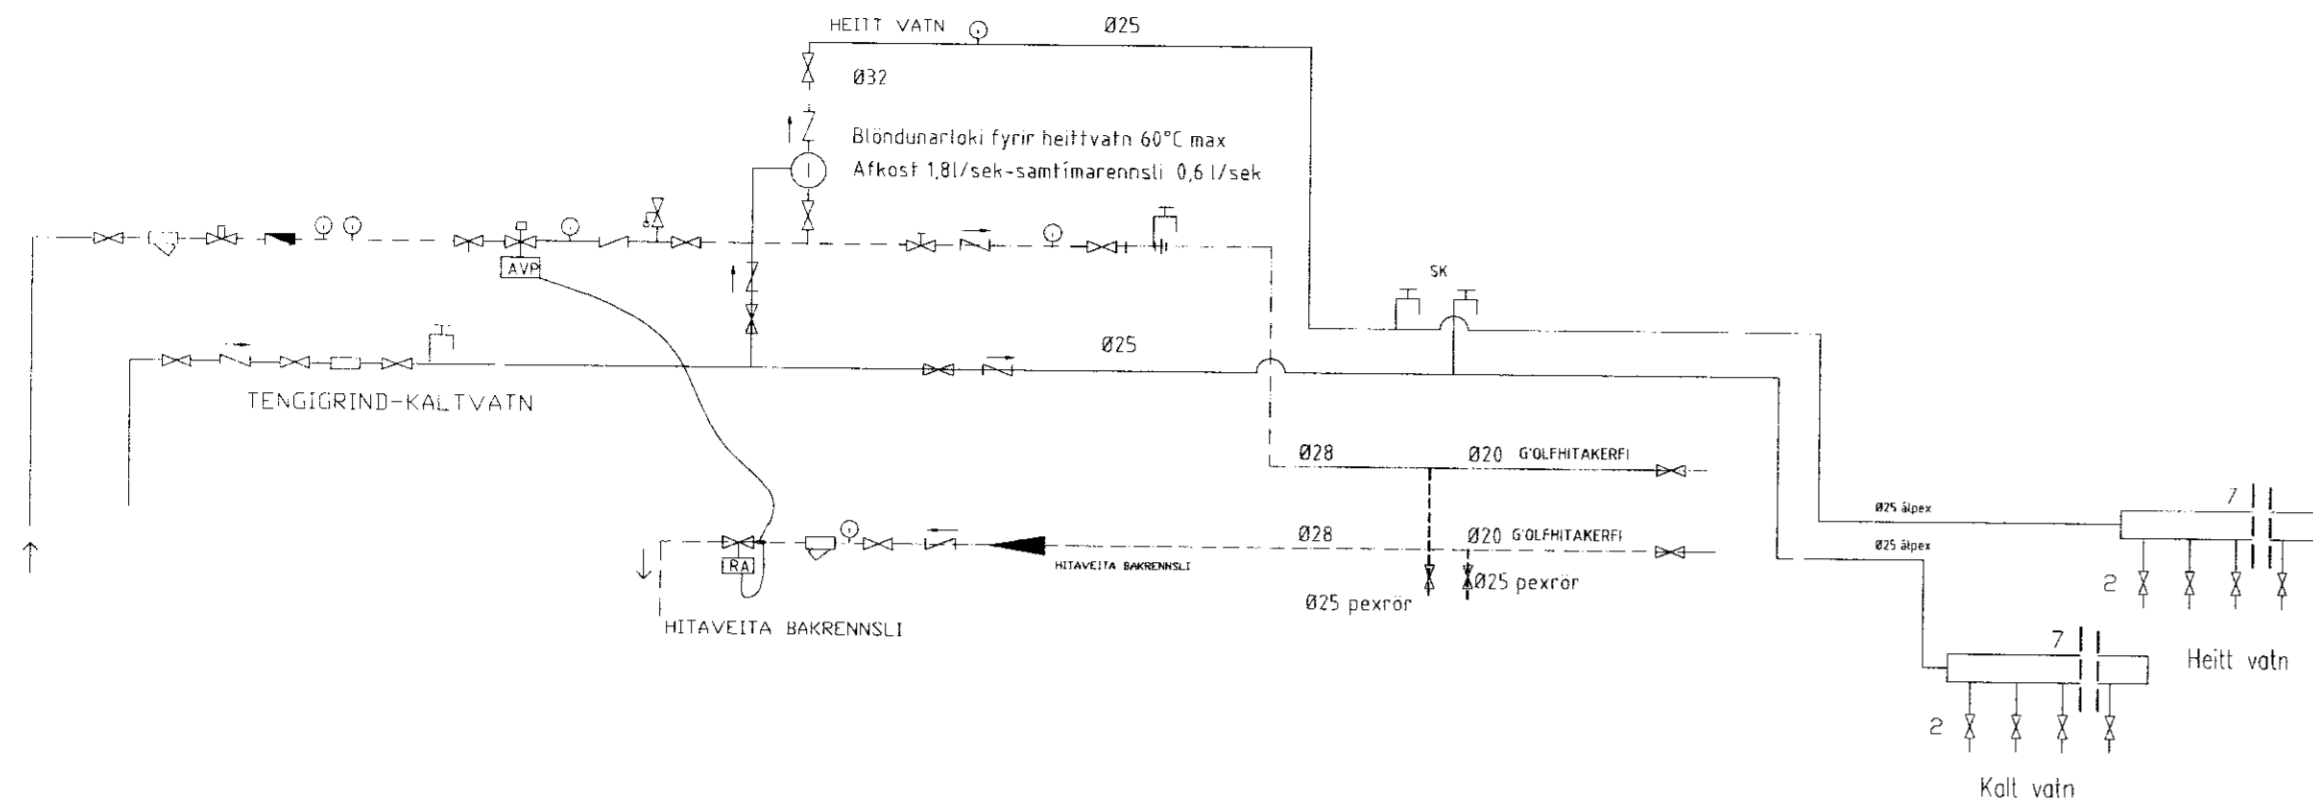 HEITT VATN
Ø25
Ø32
Blöndunarloki fyrir heittvatn 60°C max
Afkost 1,8l/sek-samtímarennsli 0,6 l/sek
AVP
SK
Ø25
TENGIGRIND-KALTVATN
Ø28
Ø20 G'OLFHITAKERFI
Ø25 álpex
7
Ø28
Ø20 G'OLFHITAKERFI
Ø25 álpex
RA
HITAVEITA BAKRENNSLI
Ø25 pexrör
2
Ø25 pexrör
HITAVEITA BAKRENNSLI
7
Heitt vatn
2
Kalt vatn